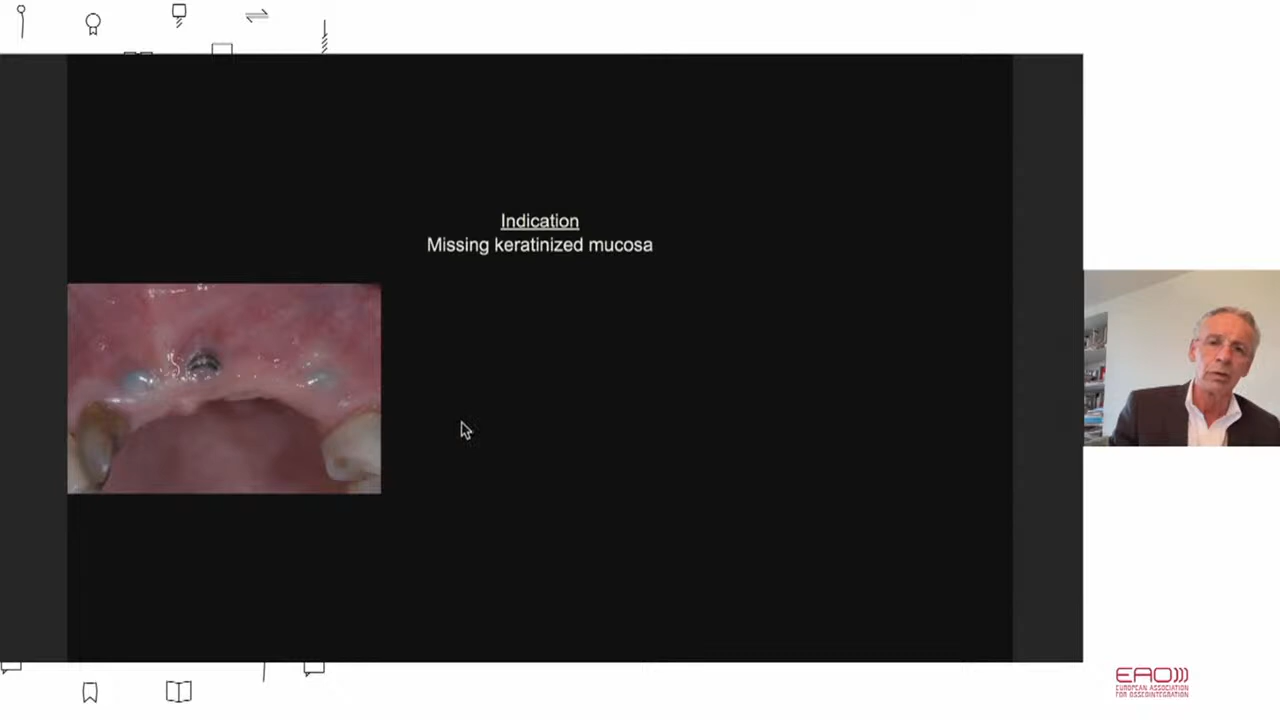 Indication
Missing keratinized mucosa
EAO
EUROPEAN ASSOCIATION
FOR OSSEOINTEGRATION